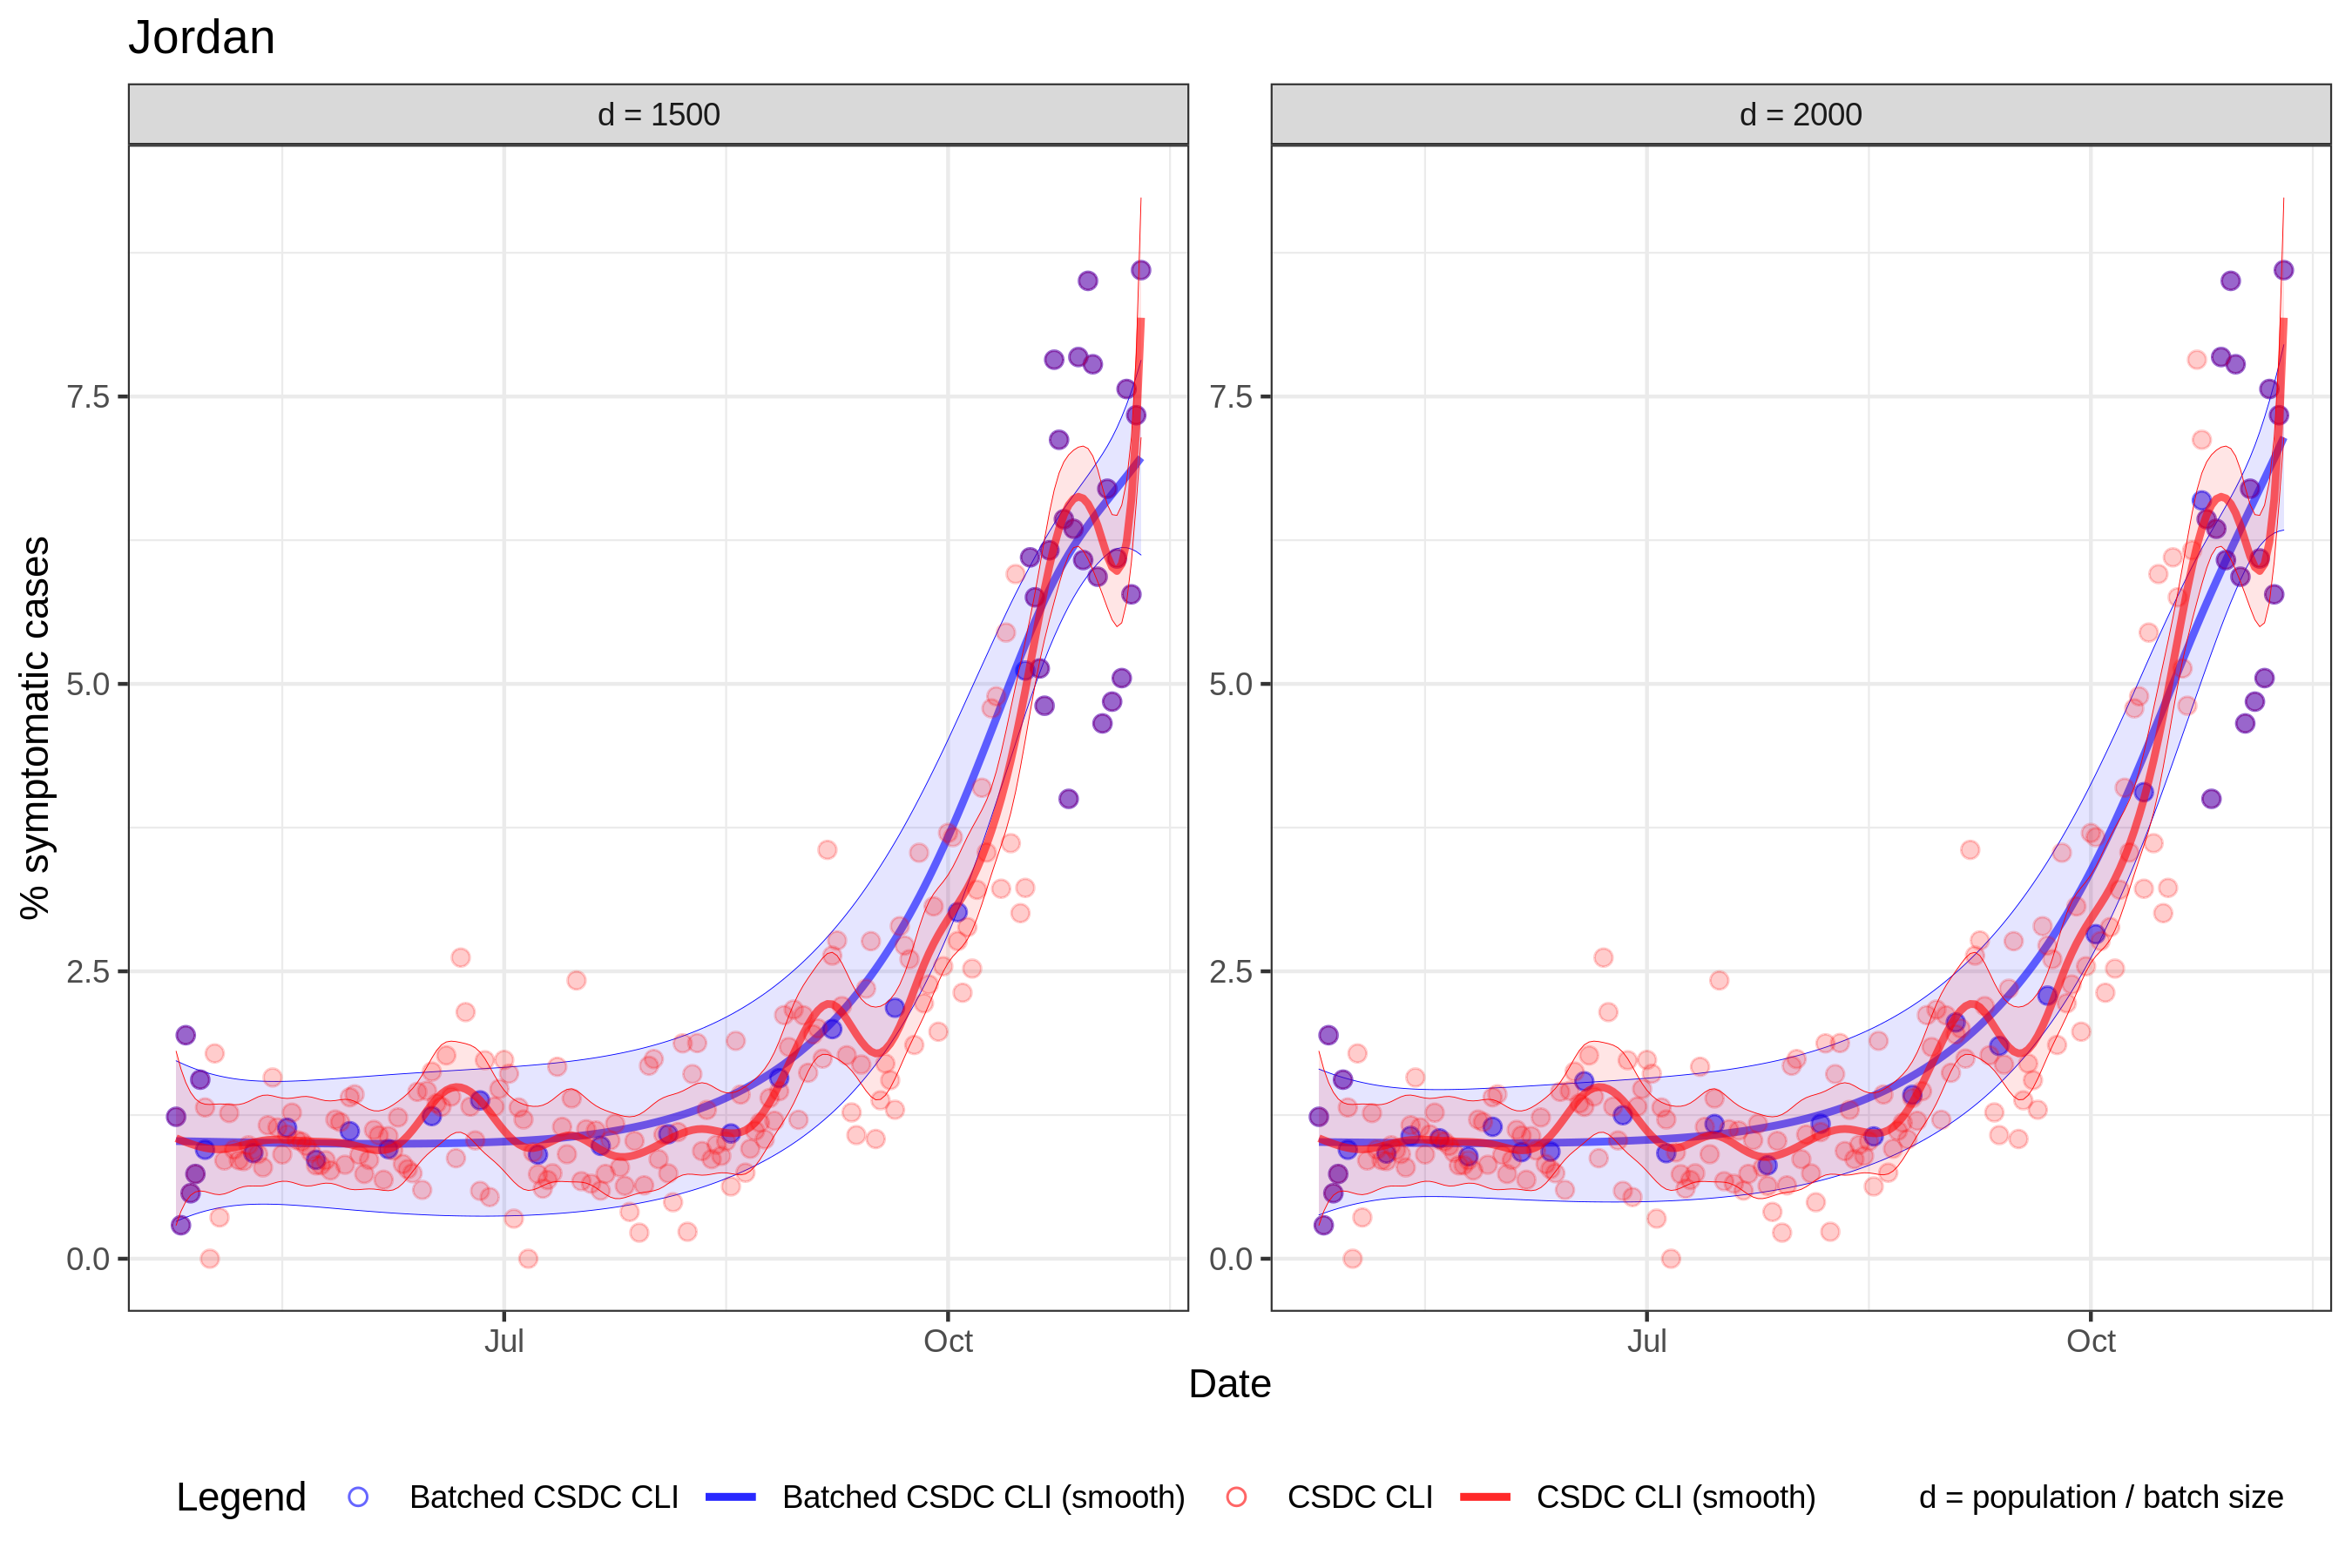 Jordan
d = 1500
d = 2000
% symptomatic cases
7.5
5.0
2.5
0.0
7.5
5.0
2.5
0.0
Jul
Oct
Jul
Oct
Date
Legend
Batched CSDC CLI
Batched CSDC CLI (smooth)
CSDC CLI
CSDC CLI (smooth)
d = population / batch size